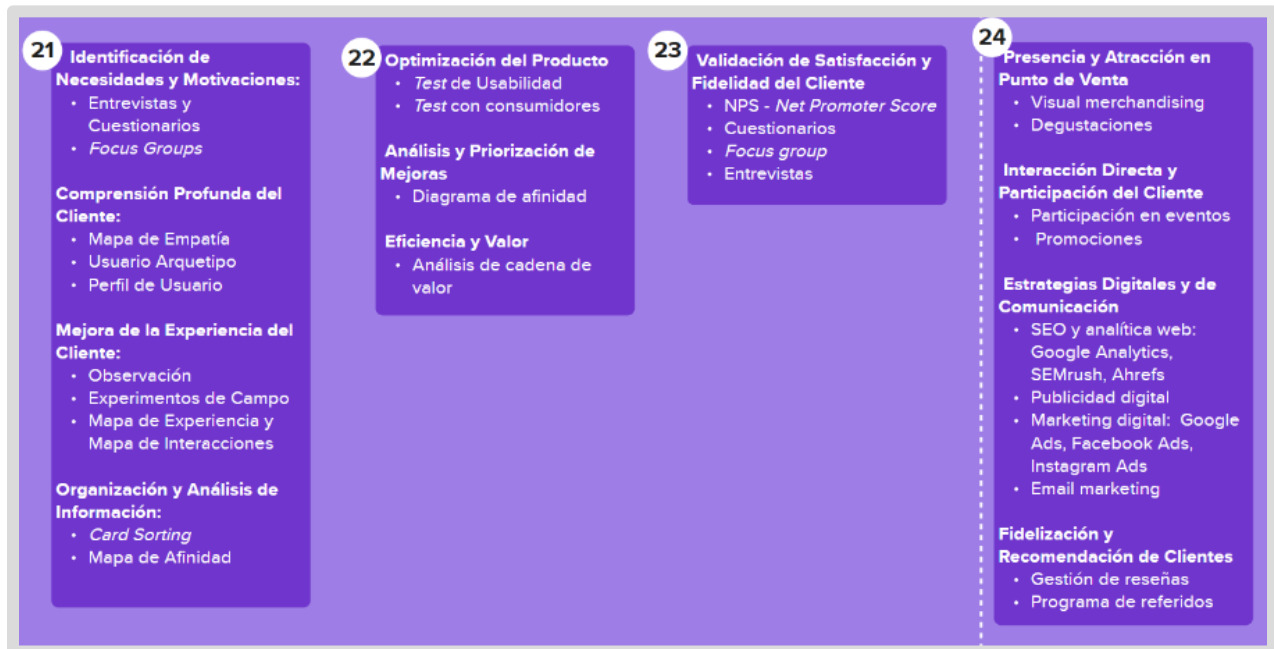 21
Identificación de
Necesidades y Motivaciones:
• Entrevistas y
Cuestionarios
• Focus Groups
Comprensión Profunda del
Cliente:
• Mapa de Empatía
• Usuario Arquetipo
• Perfil de Usuario
Mejora de la Experiencia del
Cliente:
• Observación
• Experimentos de Campo
• Mapa de Experiencia y
Mapa de Interacciones
Organización y Análisis de
Información:
• Card Sorting
• Mapa de Afinidad
22
Optimización del Producto
• Test de Usabilidad
• Test con consumidores
Análisis y Priorización de
Mejoras
• Diagrama de afinidad
Eficiencia y Valor
• Análisis de cadena de
valor
23
Validación de Satisfacción y
Fidelidad del Cliente
• NPS - Net Promoter Score
• Cuestionarios
• Focus group
• Entrevistas
24
Presencia y Atracción en
Punto de Venta
• Visual merchandising
• Degustaciones
Interacción Directa y
Participación del Cliente
• Participación en eventos
• Promociones
Estrategias Digitales y de
Comunicación
• SEO y analítica web:
Google Analytics,
SEMrush, Ahrefs
• Publicidad digital
• Marketing digital: Google
Ads, Facebook Ads,
Instagram Ads
• Email marketing
Fidelización y
Recomendación de Clientes
• Gestión de reseñas
• Programa de referidos